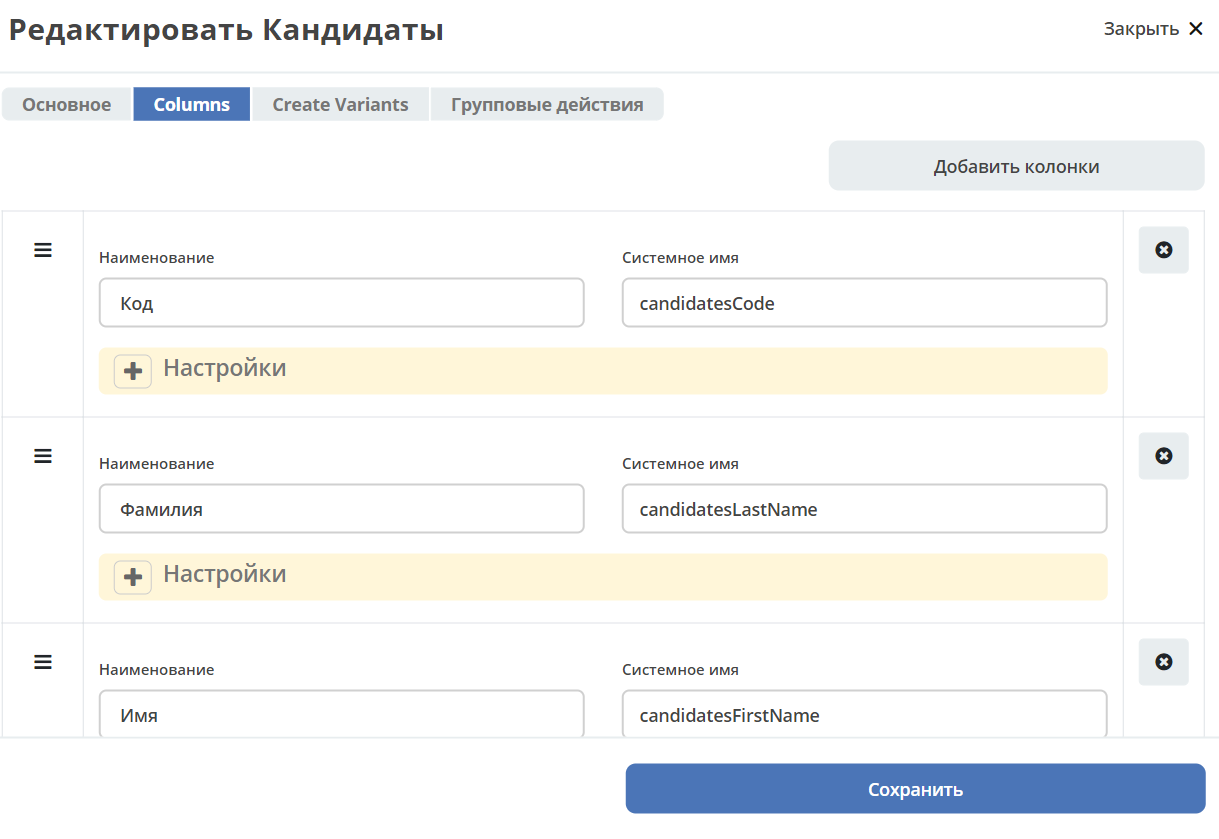 Редактировать Кандидаты
Закрыть
Основное
Columns
Create Variants
Групповые действия
Добавить колонки
Наименование
Системное имя
Код
candidatesCode
Настройки
Наименование
Системное имя
Фамилия
candidatesLastName
Настройки
Наименование
Системное имя
Имя
candidatesFirstName
Сохранить